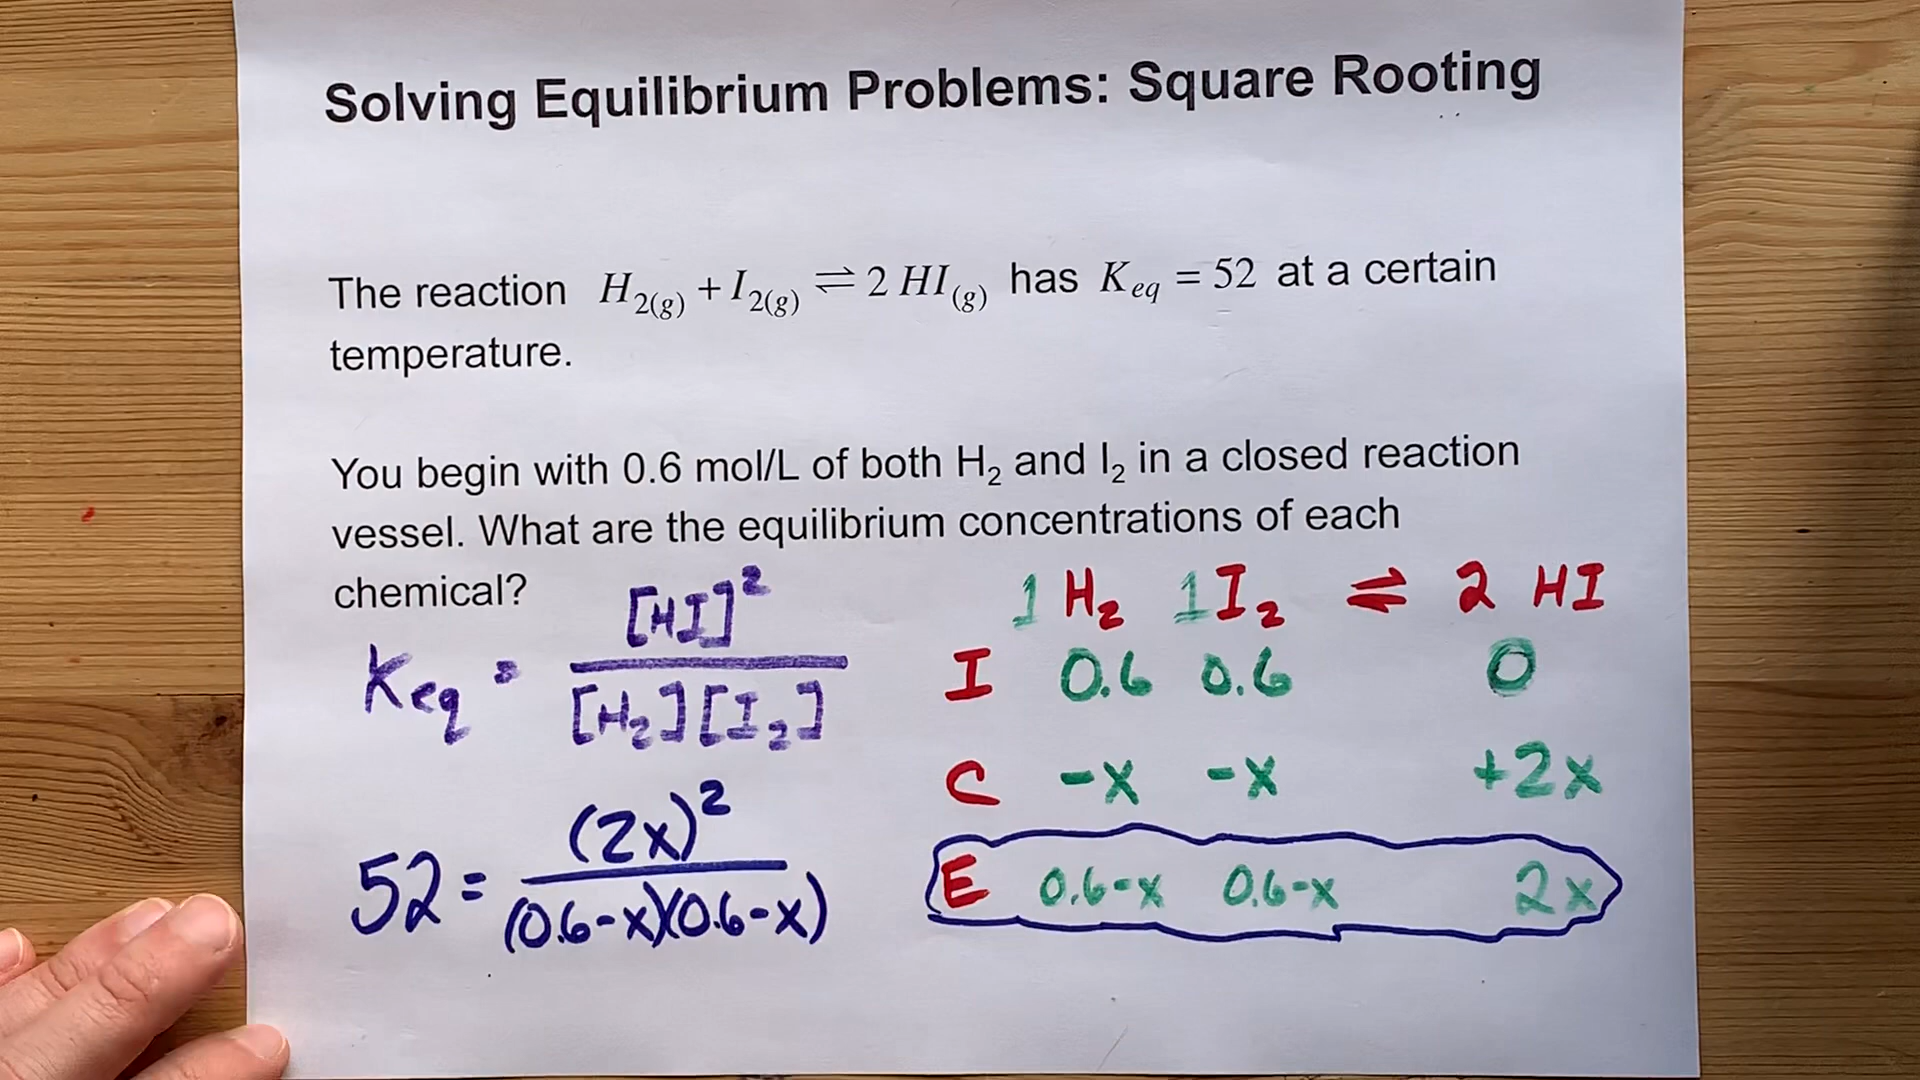 Solving Equilibrium Problems: Square Rooting
The reaction H₂(g) + I₂(g) ⇌ 2 HI(g) has Keq = 52 at a certain
temperature.
You begin with 0.6 mol/L of both H₂ and I₂ in a closed reaction
vessel. What are the equilibrium concentrations of each
chemical?
Keq = [HI]² / [H₂][I₂]
52 = (2x)² / (0.6-x)(0.6-x)
1 H₂ 1 I₂ ⇌ 2 HI
I 0.6 0.6 0
C -x -x +2x
E 0.6-x 0.6-x 2x